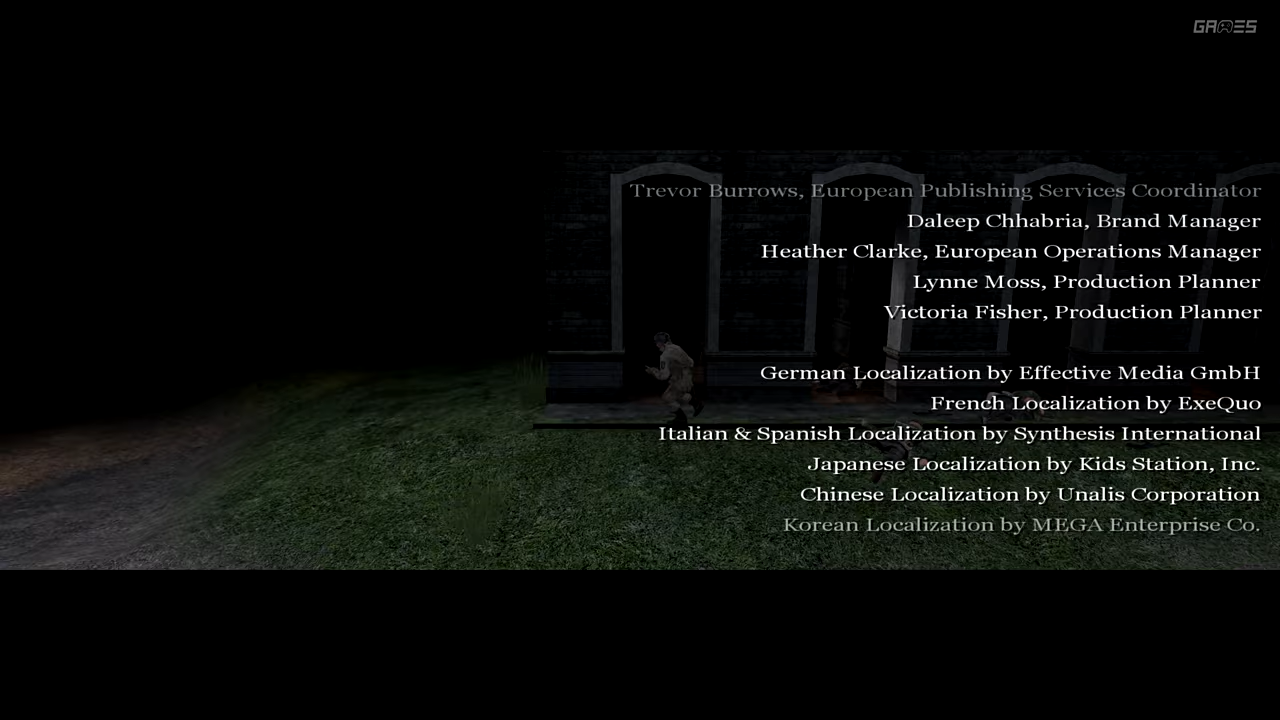 GAMES
Trevor Burrows, European Publishing Services Coordinator
Daleep Chhabria, Brand Manager
Heather Clarke, European Operations Manager
Lynne Moss, Production Planner
Victoria Fisher, Production Planner
German Localization by Effective Media GmbH
French Localization by ExeQuo
Italian & Spanish Localization by Synthesis International
Japanese Localization by Kids Station, Inc.
Chinese Localization by Unalis Corporation
Korean Localization by MEGA Enterprise Co.